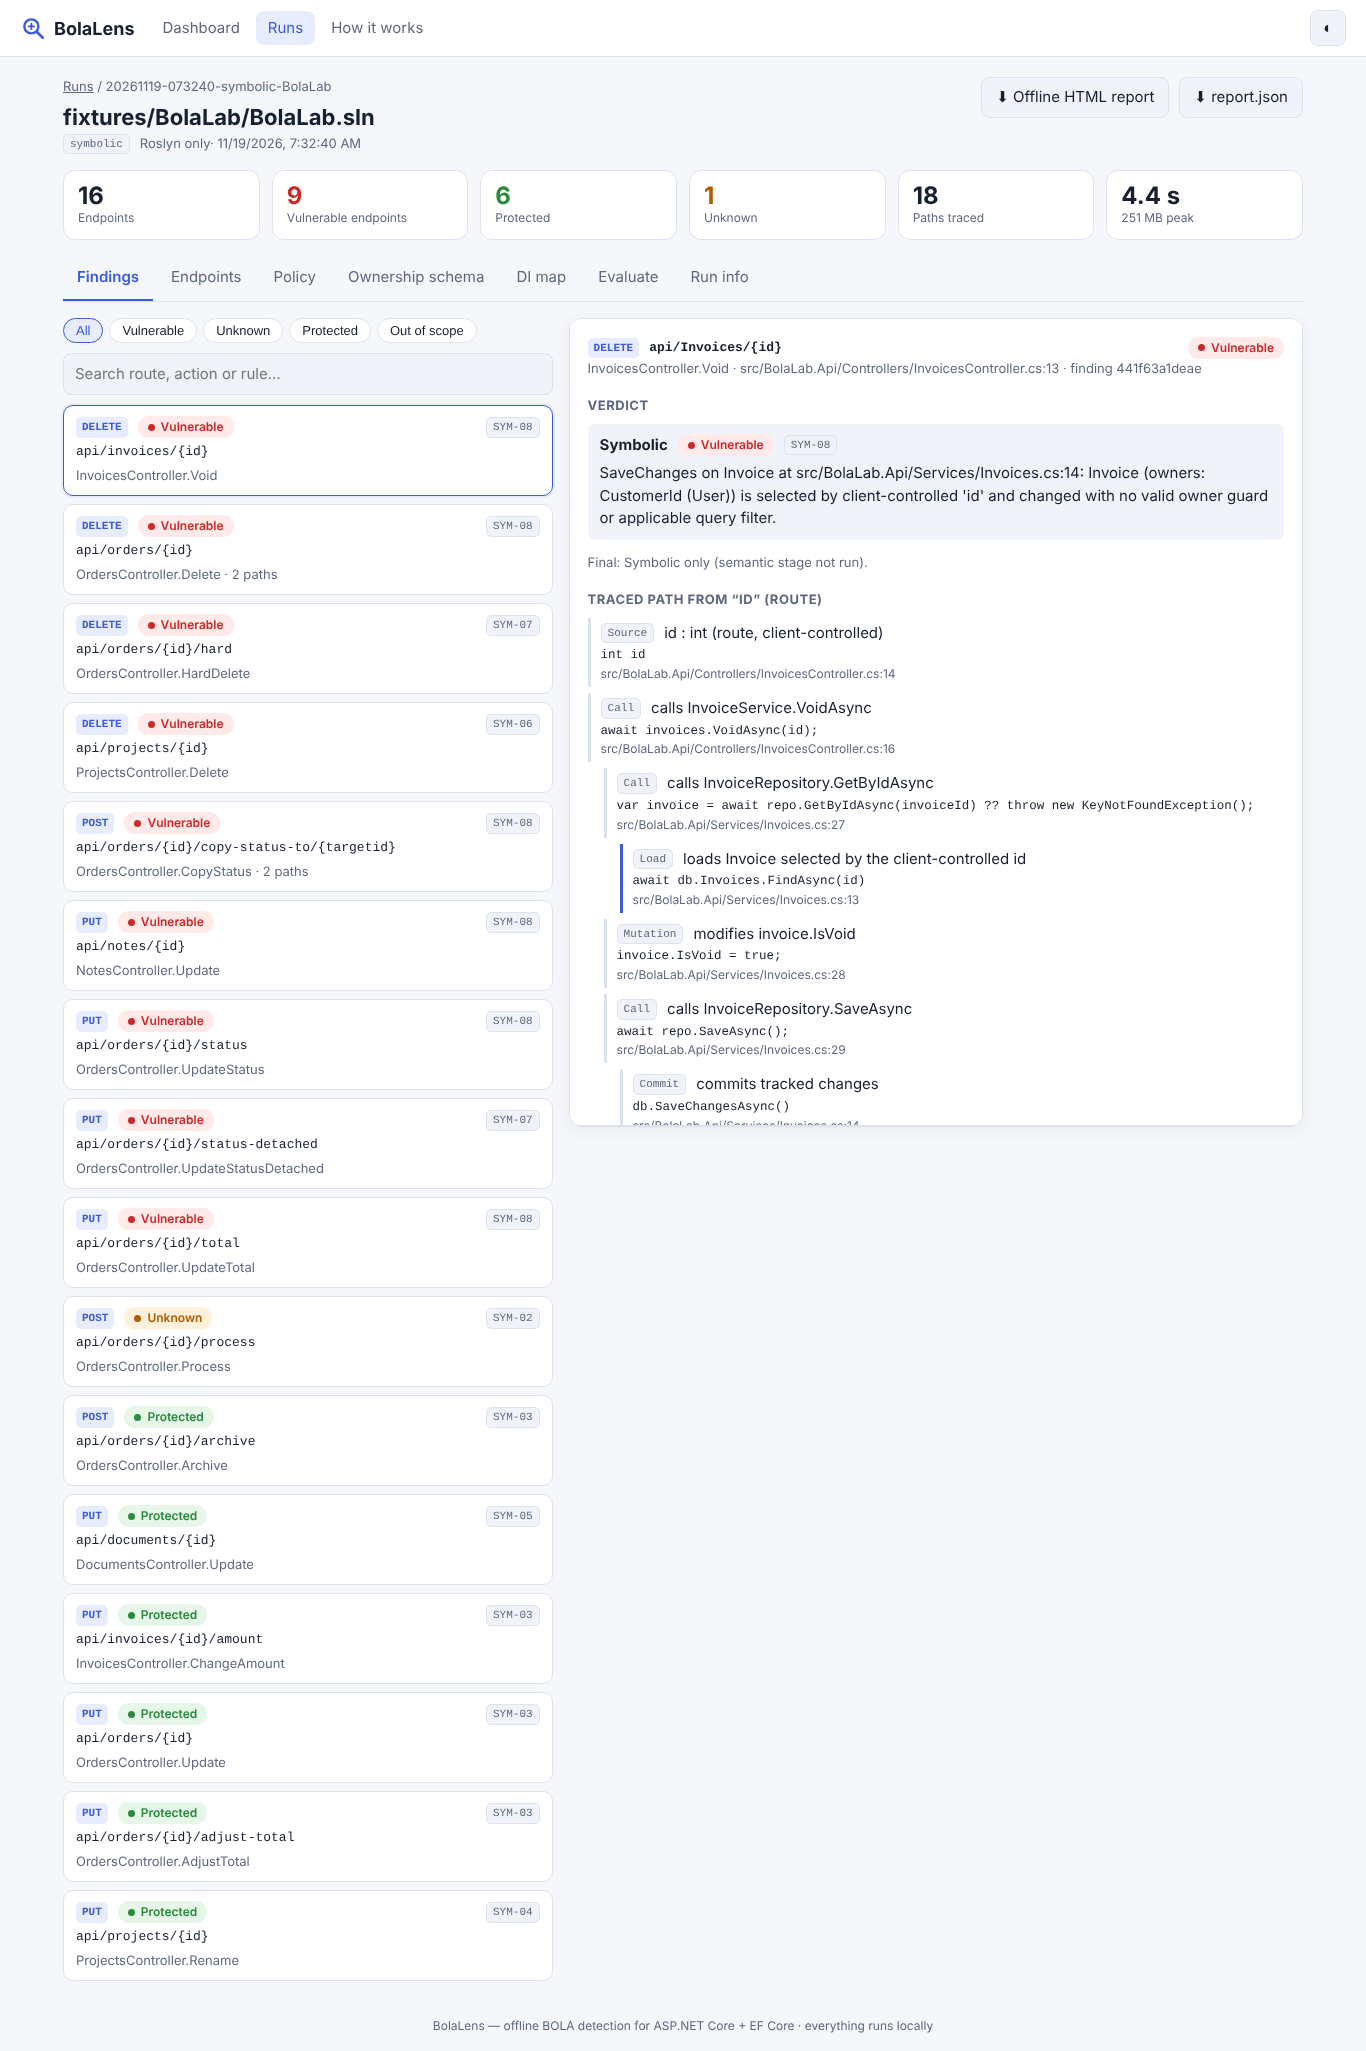 BolaLens Dashboard Runs How it works
Runs / 20261119-073240-symbolic-BolaLab
fixtures/BolaLab/BolaLab.sln
symbolic Roslyn only· 11/19/2026, 7:32:40 AM
⬇ Offline HTML report ⬇ report.json
16
Endpoints
9
Vulnerable endpoints
6
Protected
1
Unknown
18
Paths traced
4.4 s
251 MB peak
Findings Endpoints Policy Ownership schema DI map Evaluate Run info
All Vulnerable Unknown Protected Out of scope
Search route, action or rule...
DELETE Vulnerable SYM-08
api/invoices/{id}
InvoicesController.Void
DELETE Vulnerable SYM-08
api/orders/{id}
OrdersController.Delete · 2 paths
DELETE Vulnerable SYM-07
api/orders/{id}/hard
OrdersController.HardDelete
DELETE Vulnerable SYM-06
api/projects/{id}
ProjectsController.Delete
POST Vulnerable SYM-08
api/orders/{id}/copy-status-to/{targetid}
OrdersController.CopyStatus · 2 paths
PUT Vulnerable SYM-08
api/notes/{id}
NotesController.Update
PUT Vulnerable SYM-08
api/orders/{id}/status
OrdersController.UpdateStatus
PUT Vulnerable SYM-07
api/orders/{id}/status-detached
OrdersController.UpdateStatusDetached
PUT Vulnerable SYM-08
api/orders/{id}/total
OrdersController.UpdateTotal
POST Unknown SYM-02
api/orders/{id}/process
OrdersController.Process
POST Protected SYM-03
api/orders/{id}/archive
OrdersController.Archive
PUT Protected SYM-05
api/documents/{id}
DocumentsController.Update
PUT Protected SYM-03
api/invoices/{id}/amount
InvoicesController.ChangeAmount
PUT Protected SYM-03
api/orders/{id}
OrdersController.Update
PUT Protected SYM-03
api/orders/{id}/adjust-total
OrdersController.AdjustTotal
PUT Protected SYM-04
api/projects/{id}
ProjectsController.Rename
DELETE api/Invoices/{id} Vulnerable
InvoicesController.Void · src/BolaLab.Api/Controllers/InvoicesController.cs:13 · finding 441f63a1deae
VERDICT
Symbolic Vulnerable SYM-08
SaveChanges on Invoice at src/BolaLab.Api/Services/Invoices.cs:14: Invoice (owners:
CustomerId (User)) is selected by client-controlled 'id' and changed with no valid owner guard
or applicable query filter.
Final: Symbolic only (semantic stage not run).
TRACED PATH FROM “ID” (ROUTE)
Source id : int (route, client-controlled)
int id
src/BolaLab.Api/Controllers/InvoicesController.cs:14
Call calls InvoiceService.VoidAsync
await invoices.VoidAsync(id);
src/BolaLab.Api/Controllers/InvoicesController.cs:16
Call calls InvoiceRepository.GetByIdAsync
var invoice = await repo.GetByIdAsync(invoiceId) ?? throw new KeyNotFoundException();
src/BolaLab.Api/Services/Invoices.cs:27
Load loads Invoice selected by the client-controlled id
await db.Invoices.FindAsync(id)
src/BolaLab.Api/Services/Invoices.cs:13
Mutation modifies invoice.IsVoid
invoice.IsVoid = true;
src/BolaLab.Api/Services/Invoices.cs:28
Call calls InvoiceRepository.SaveAsync
await repo.SaveAsync();
src/BolaLab.Api/Services/Invoices.cs:29
Commit commits tracked changes
db.SaveChangesAsync()
BolaLens — offline BOLA detection for ASP.NET Core + EF Core · everything runs locally